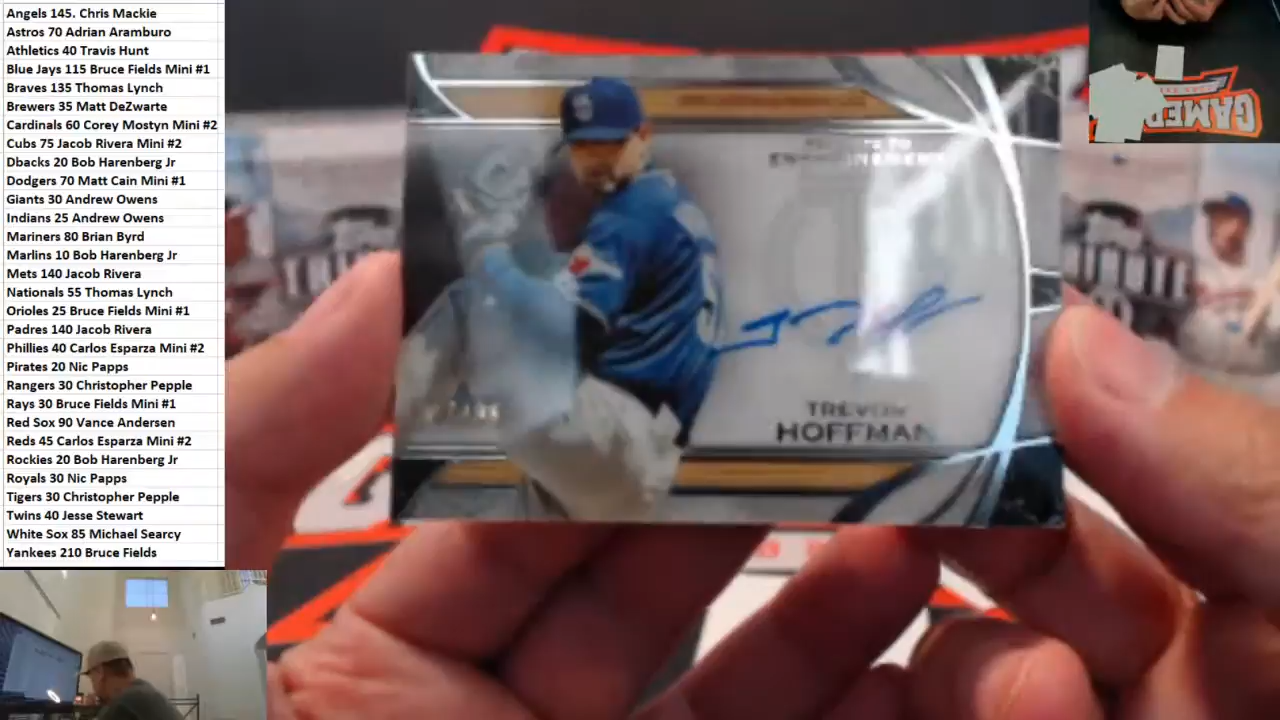 Angels 145. Chris Mackie
Astros 70 Adrian Aramburo
Athletics 40 Travis Hunt
Blue Jays 115 Bruce Fields Mini #1
Braves 135 Thomas Lynch
Brewers 35 Matt DeZwarte
Cardinals 60 Corey Mostyn Mini #2
Cubs 75 Jacob Rivera Mini #2
Dbacks 20 Bob Harenberg Jr
Dodgers 70 Matt Cain Mini #1
Giants 30 Andrew Owens
Indians 25 Andrew Owens
Mariners 80 Brian Byrd
Marlins 10 Bob Harenberg Jr
Mets 140 Jacob Rivera
Nationals 55 Thomas Lynch
Orioles 25 Bruce Fields Mini #1
Padres 140 Jacob Rivera
Phillies 40 Carlos Esparza Mini #2
Pirates 20 Nic Papps
Rangers 30 Christopher Pepple
Rays 30 Bruce Fields Mini #1
Red Sox 90 Vance Andersen
Reds 45 Carlos Esparza Mini #2
Rockies 20 Bob Harenberg Jr
Royals 30 Nic Papps
Tigers 30 Christopher Pepple
Twins 40 Jesse Stewart
White Sox 85 Michael Searcy
Yankees 210 Bruce Fields
TREVOR
HOFFMAN